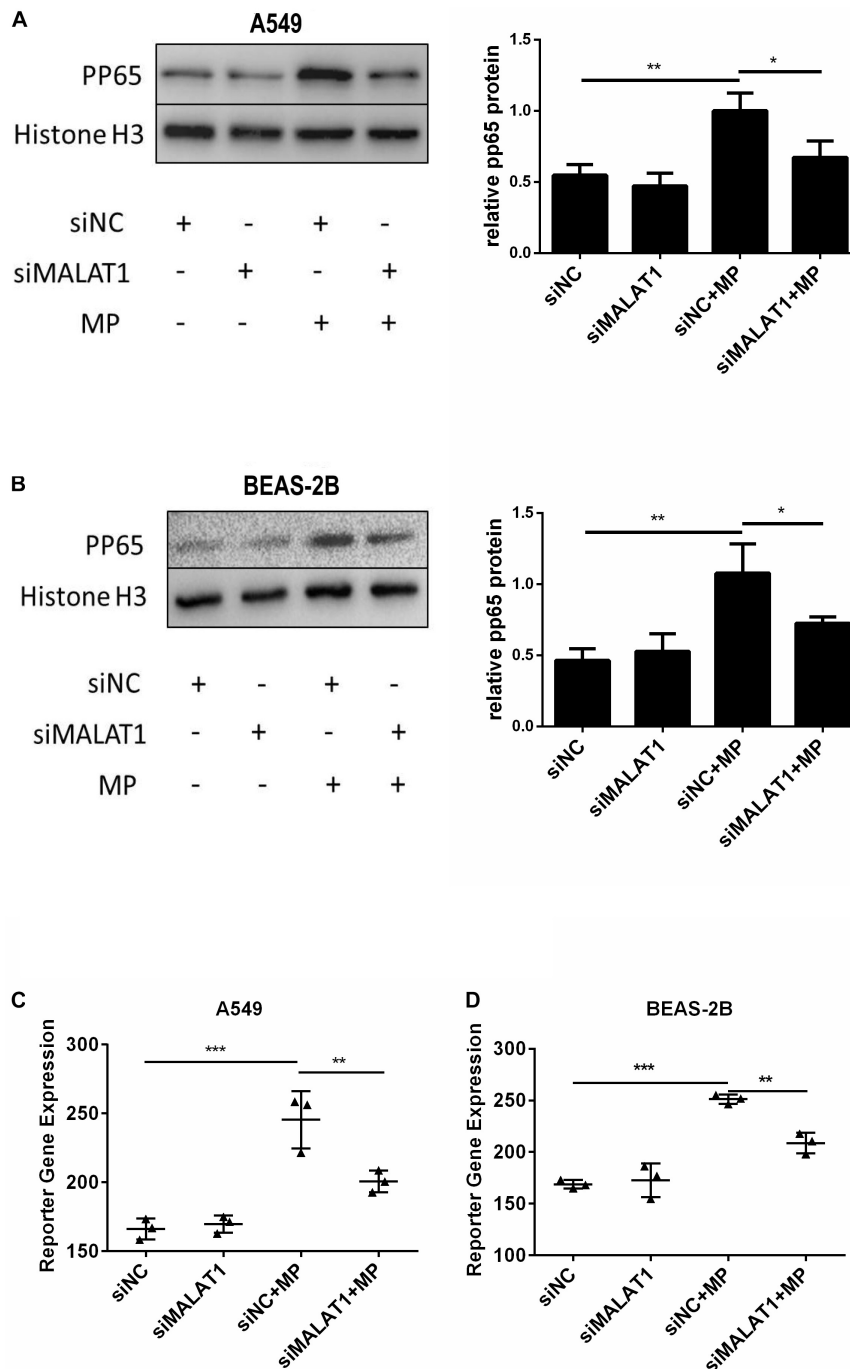 A
A549
PP65
Histone H3
siNC + - + -
siMALAT1 - + - +
MP - - + +
relative pp65 protein
1.5
1.0
0.5
0.0
** *
siNC
siMALAT1
siNC+MP
siMALAT1+MP
B
BEAS-2B
PP65
Histone H3
siNC + - + -
siMALAT1 - + - +
MP - - + +
relative pp65 protein
1.5
1.0
0.5
0.0
** *
siNC
siMALAT1
siNC+MP
siMALAT1+MP
C
A549
Reporter Gene Expression
300
250
200
150
*** **
siNC
siMALAT1
siNC+MP
siMALAT1+MP
D
BEAS-2B
Reporter Gene Expression
300
250
200
150
100
*** **
siNC
siMALAT1
siNC+MP
siMALAT1+MP